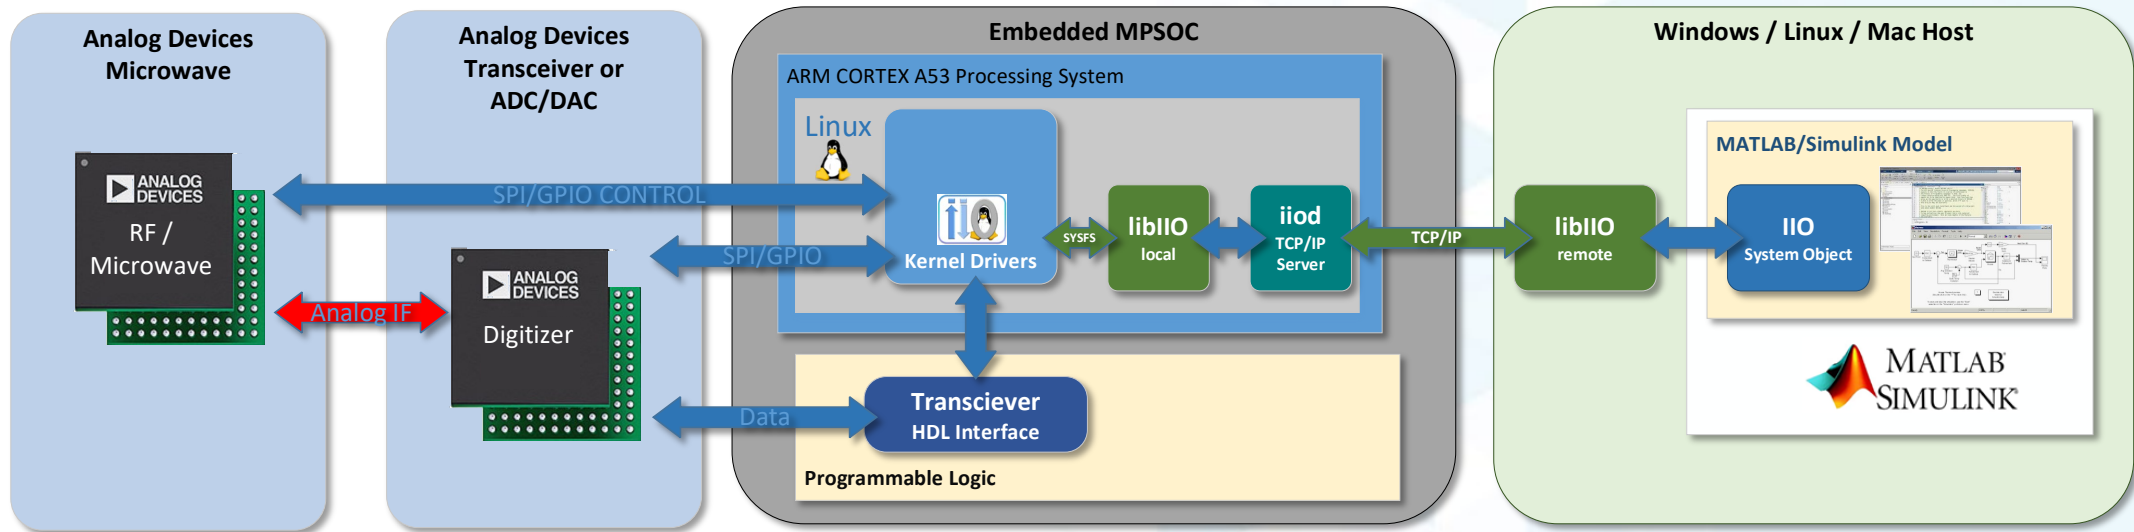 Analog Devices
Microwave
ANALOG
DEVICES
RF /
Microwave
Analog Devices
Transceiver or
ADC/DAC
ANALOG
DEVICES
Digitizer
SPI/GPIO CONTROL
SPI/GPIO
Analog IF
Data
Embedded MPSOC
ARM CORTEX A53 Processing System
Linux
Kernel Drivers
SYSFS
libIIO
local
iiod
TCP/IP
Server
TCP/IP
Transciever
HDL Interface
Programmable Logic
Windows / Linux / Mac Host
libIIO
remote
MATLAB/Simulink Model
IIO
System Object
MATLAB
SIMULINK